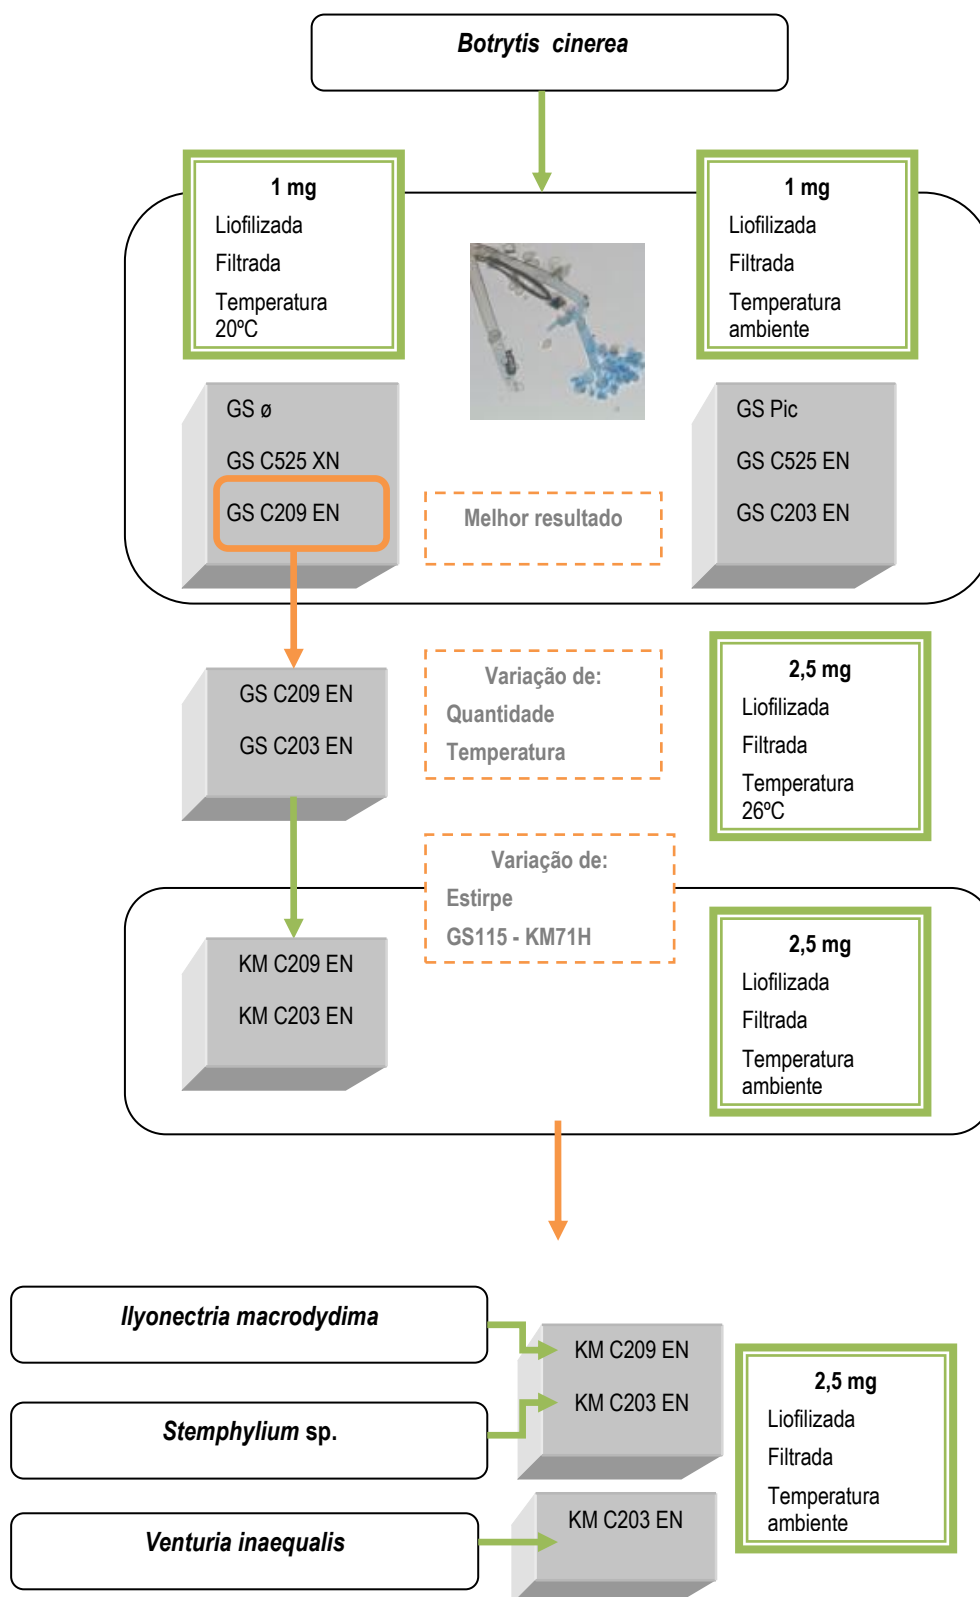 Botrytis cinerea
1 mg
Liofilizada
Filtrada
Temperatura
20ºC
1 mg
Liofilizada
Filtrada
Temperatura
ambiente
GS ø
GS C525 XN
GS C209 EN
Melhor resultado
GS Pic
GS C525 EN
GS C203 EN
GS C209 EN
GS C203 EN
Variação de:
Quantidade
Temperatura
2,5 mg
Liofilizada
Filtrada
Temperatura
26ºC
Variação de:
Estirpe
GS115 - KM71H
KM C209 EN
KM C203 EN
2,5 mg
Liofilizada
Filtrada
Temperatura
ambiente
Ilyonectria macrodydima
Stemphylium sp.
Venturia inaequalis
KM C209 EN
KM C203 EN
KM C203 EN
2,5 mg
Liofilizada
Filtrada
Temperatura
ambiente